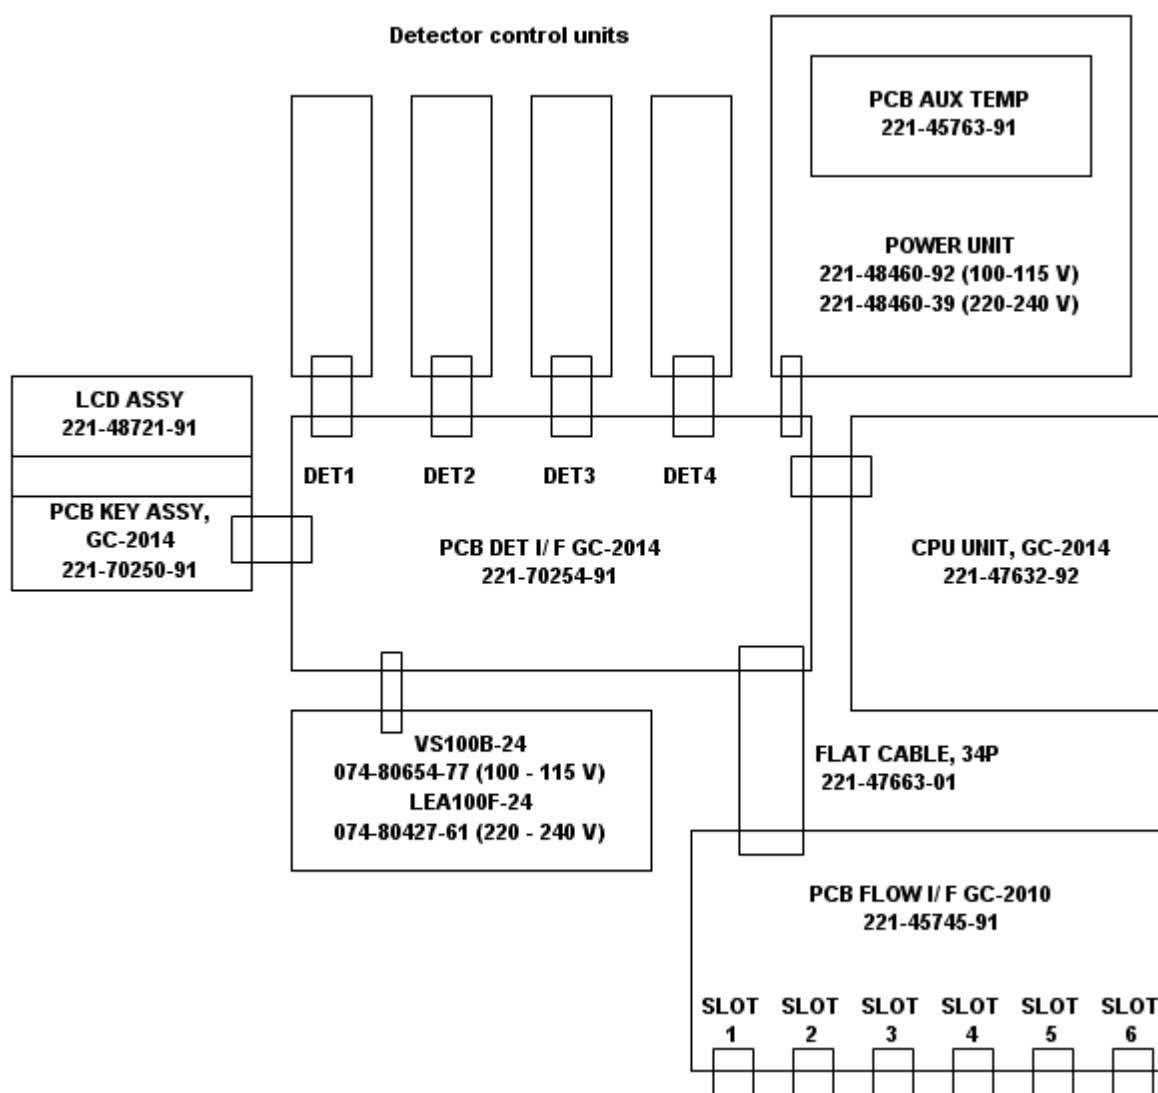 Detector control units
PCB AUX TEMP
221-45763-91
POWER UNIT
221-48460-92 (100-115 V)
221-48460-39 (220-240 V)
LCD ASSY
221-48721-91
PCB KEY ASSY,
GC-2014
221-70250-91
DET1
DET2
DET3
DET4
PCB DET I/ F GC-2014
221-70254-91
CPU UNIT, GC-2014
221-47632-92
VS100B-24
074-80654-77 (100 - 115 V)
LEA100F-24
074-80427-61 (220 - 240 V)
FLAT CABLE, 34P
221-47663-01
PCB FLOW I/ F GC-2010
221-45745-91
SLOT
1
SLOT
2
SLOT
3
SLOT
4
SLOT
5
SLOT
6